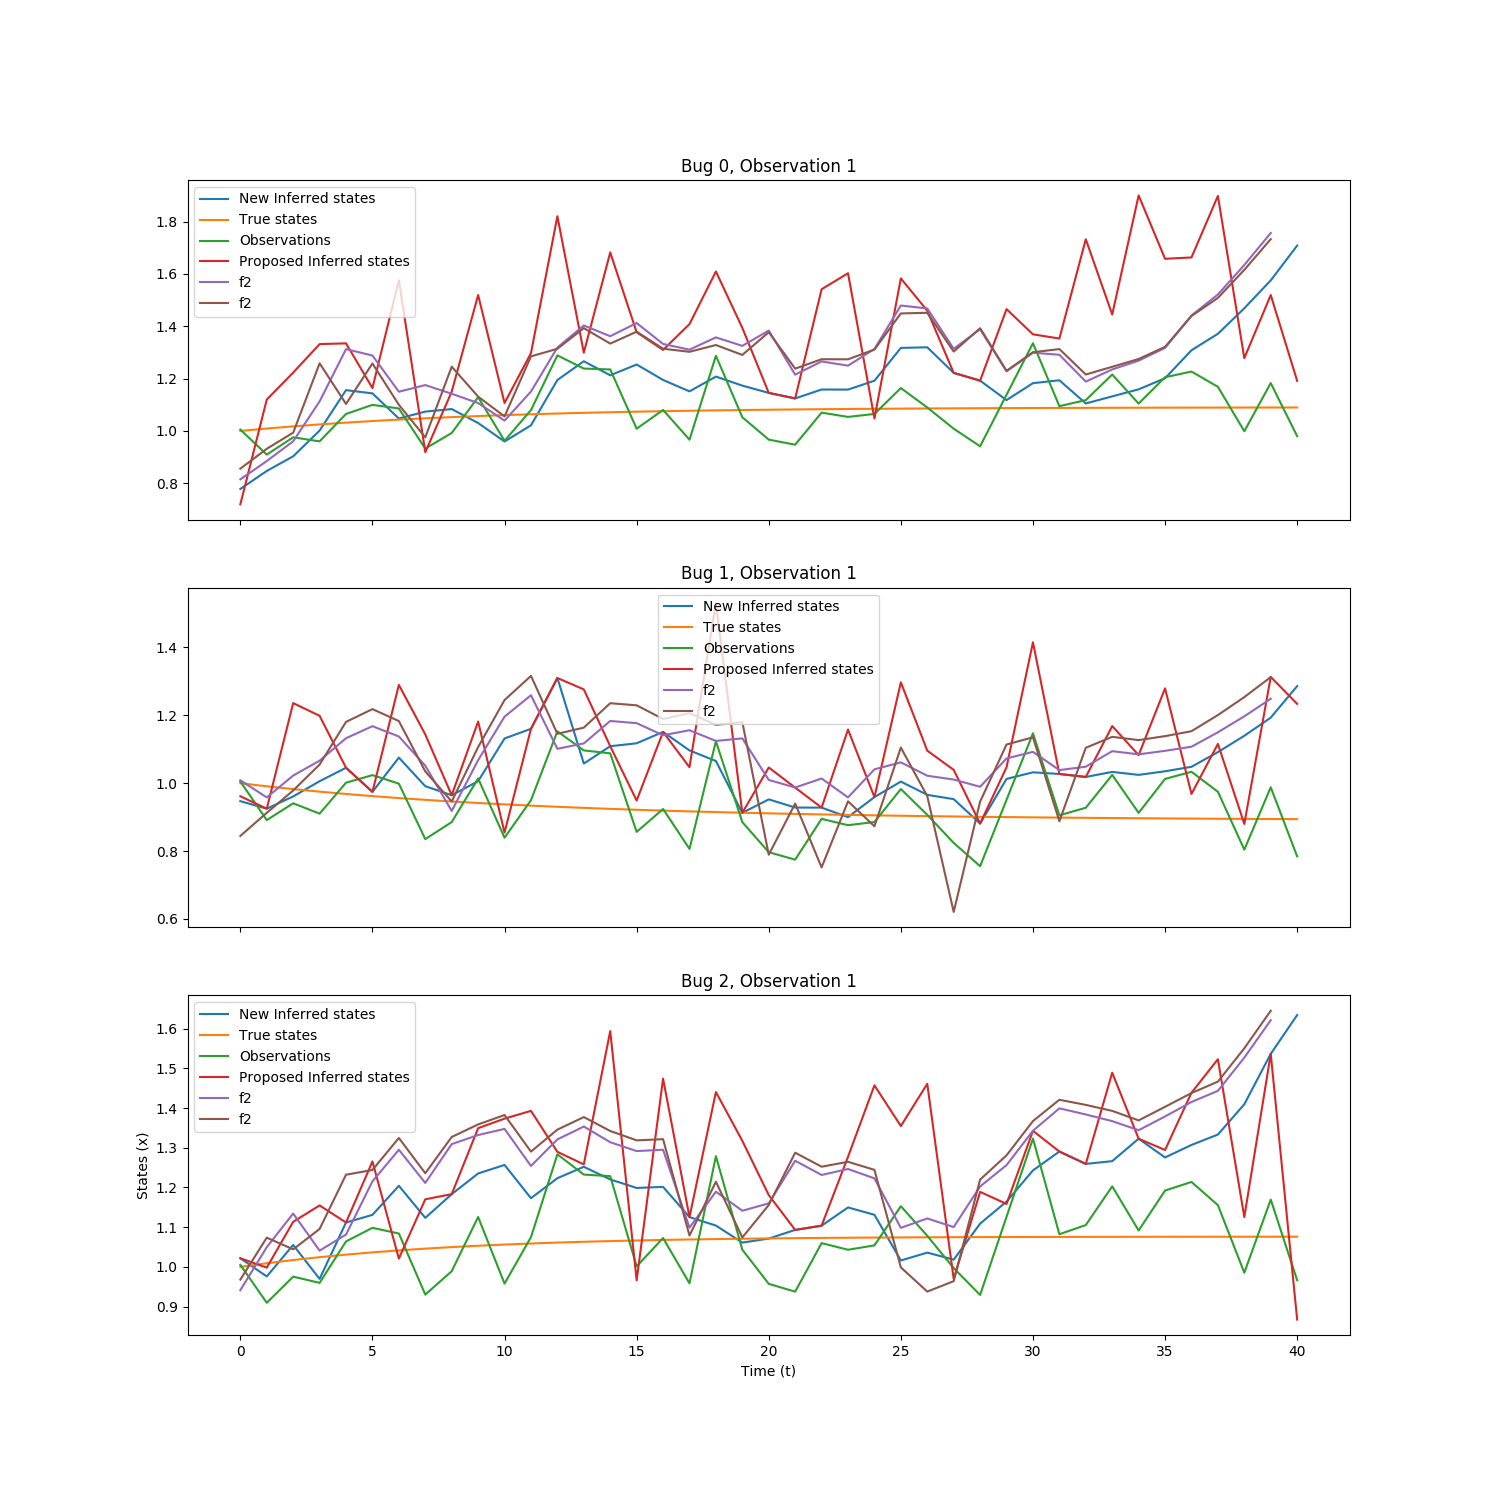 Bug 0, Observation 1
New Inferred states
True states
Observations
Proposed Inferred states
f2
f2
1.8
1.6
1.4
1.2
1.0
0.8
Bug 1, Observation 1
New Inferred states
True states
Observations
Proposed Inferred states
f2
f2
1.4
1.2
1.0
0.8
0.6
Bug 2, Observation 1
New Inferred states
True states
Observations
Proposed Inferred states
f2
f2
States (x)
1.6
1.5
1.4
1.3
1.2
1.1
1.0
0.9
0 5 10 15 20 25 30 35 40
Time (t)